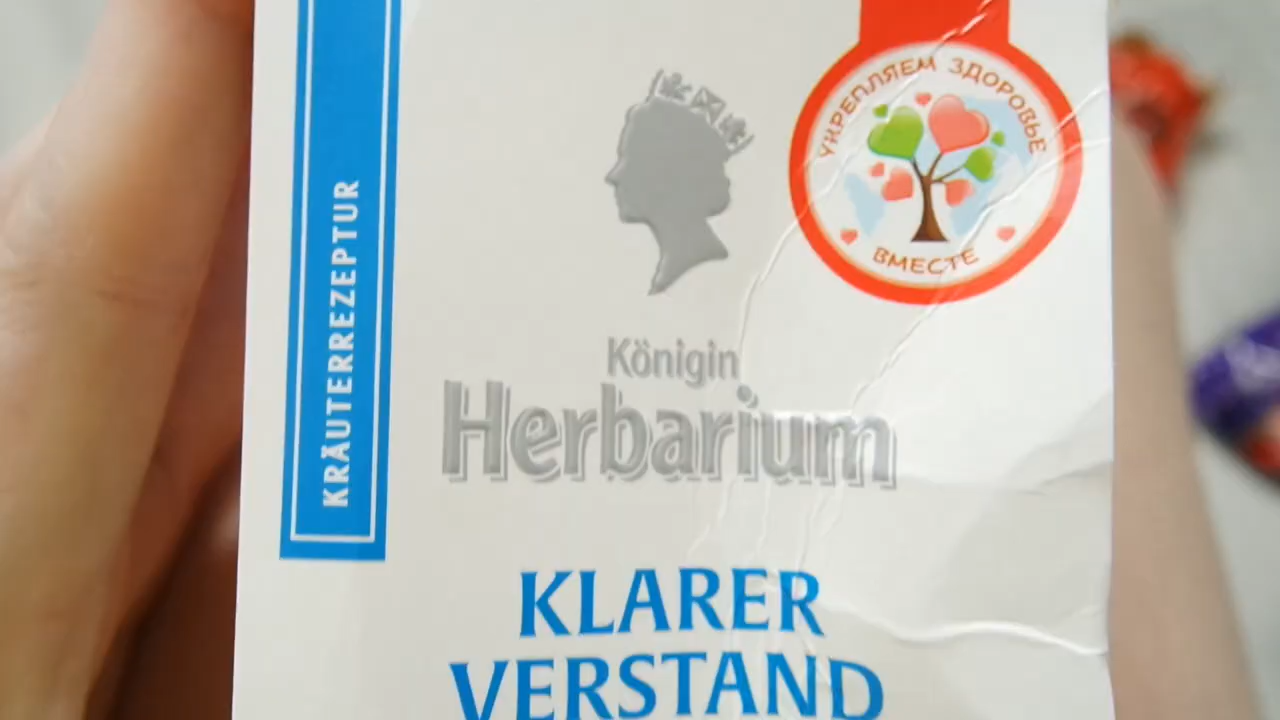 KRÄUTERREZEPTUR
УКРЕПЛЯЕМ ЗДОРОВЬЕ
ВМЕСТЕ
Königin
Herbarium
KLARER
VERSTAND